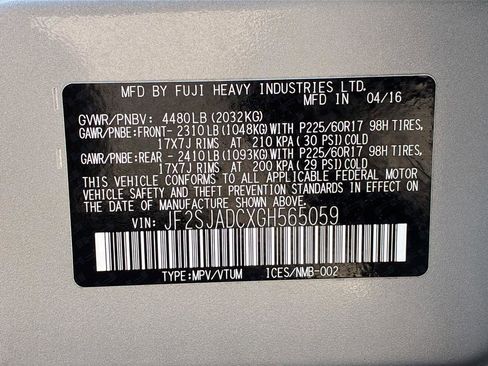 MFD BY FUJI HEAVY INDUSTRIES LTD.
IN 04/16
GVWR/PNBV: 4480LB(2032KG)
GAWR/PNBE:FRONT- 2310LB(1048KG)WITH P225/60R17 98H TIRES,
17X7J RIMS AT 210 KPA(30 PSI)COLD
GAWR/PNBE:REAR - 2410LB(1093KG)WITH P225/60R17 98H TIRES,
17X7J RIMS AT 200 KPA(29 PSI)COLD
THIS VEHICLE CONFORMS TO ALL APPLICABLE FEDERAL MOTOR
VEHICLE SAFETY AND THEFT PREVENTION STANDARDS IN EFFECT ON
THE DATE OF MANUFACTURE SHOWN ABOVE.
VIN: JF2SJADCXGH565059
TYPE:MPV/VTUM ICES/NMB-002